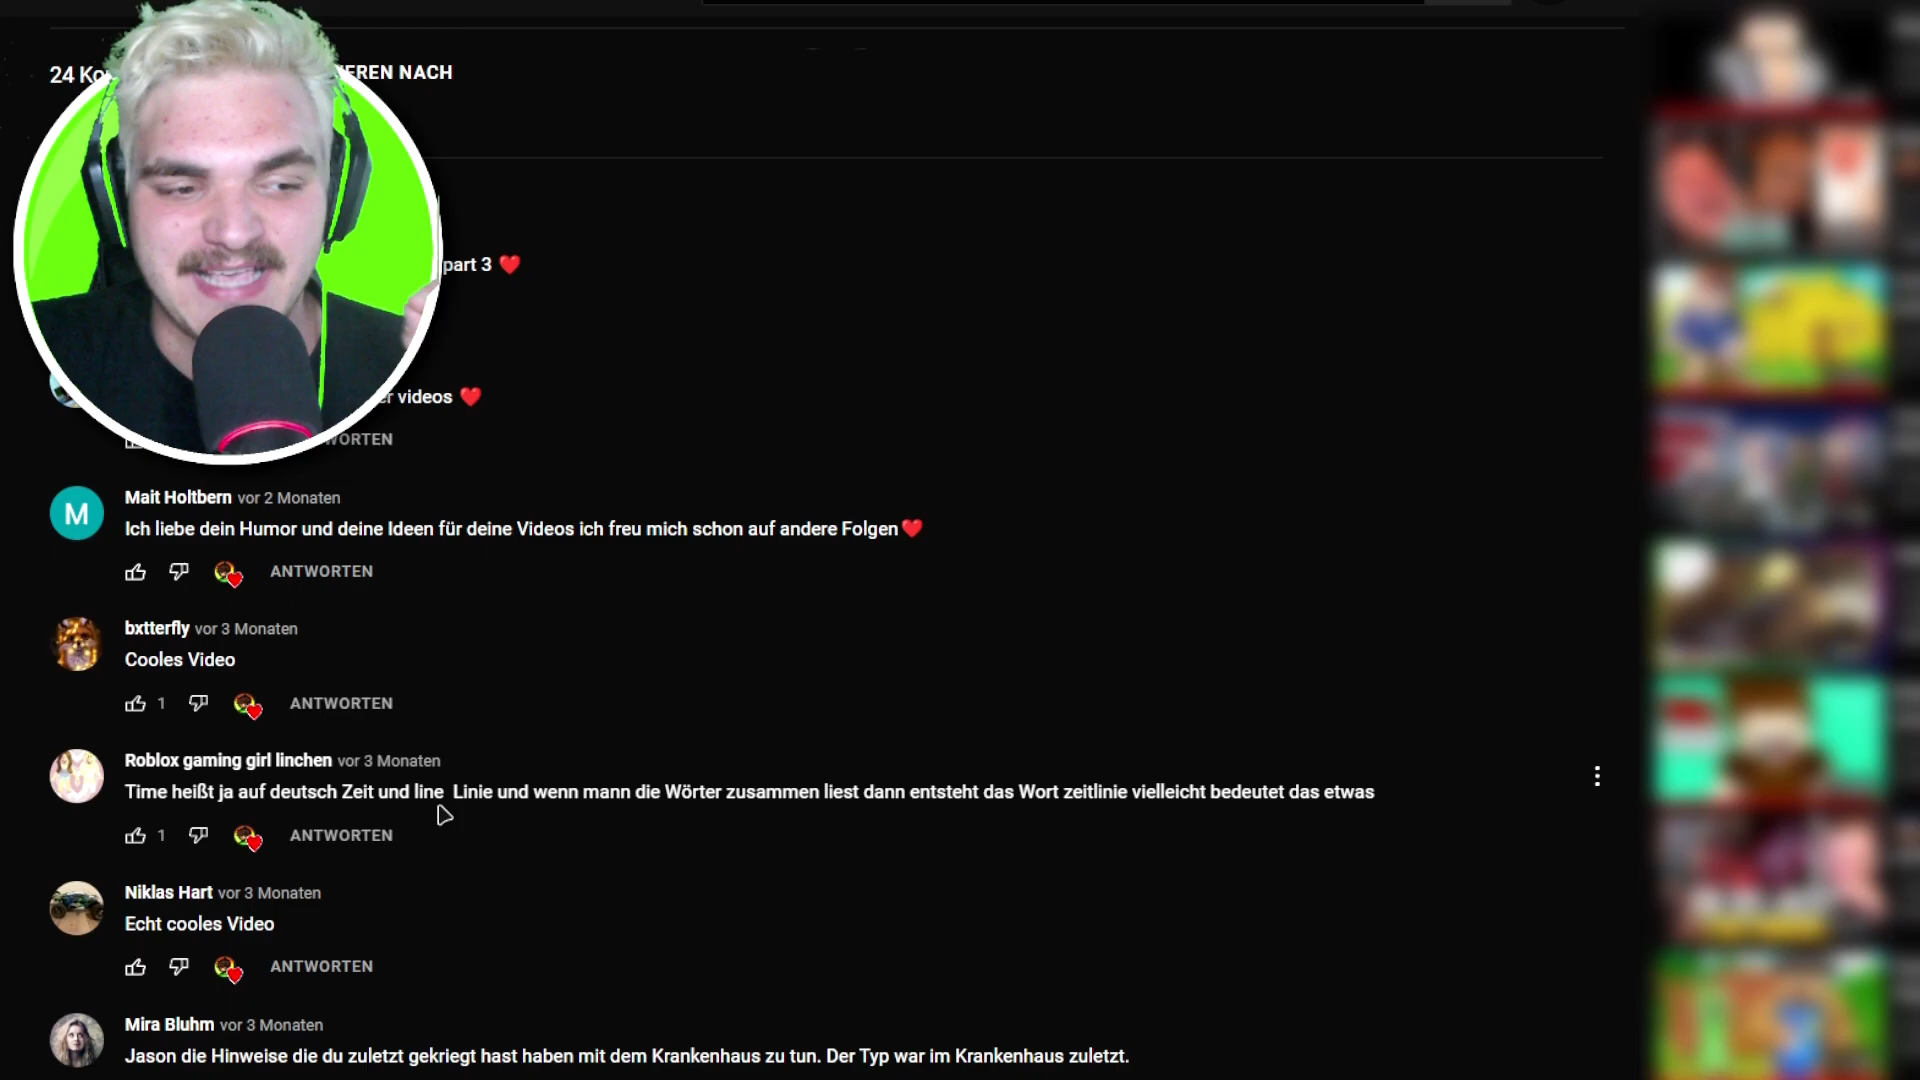 24 Ko
EREN NACH
part 3
er videos
WORTEN
M
Mait Holtbern vor 2 Monaten
Ich liebe dein Humor und deine Ideen für deine Videos ich freu mich schon auf andere Folgen
ANTWORTEN
bxtterfly vor 3 Monaten
Cooles Video
1 ANTWORTEN
Roblox gaming girl linchen vor 3 Monaten
Time heißt ja auf deutsch Zeit und line Linie und wenn mann die Wörter zusammen liest dann entsteht das Wort zeitlinie vielleicht bedeutet das etwas
1 ANTWORTEN
Niklas Hart vor 3 Monaten
Echt cooles Video
ANTWORTEN
Mira Bluhm vor 3 Monaten
Jason die Hinweise die du zuletzt gekriegt hast haben mit dem Krankenhaus zu tun. Der Typ war im Krankenhaus zuletzt.